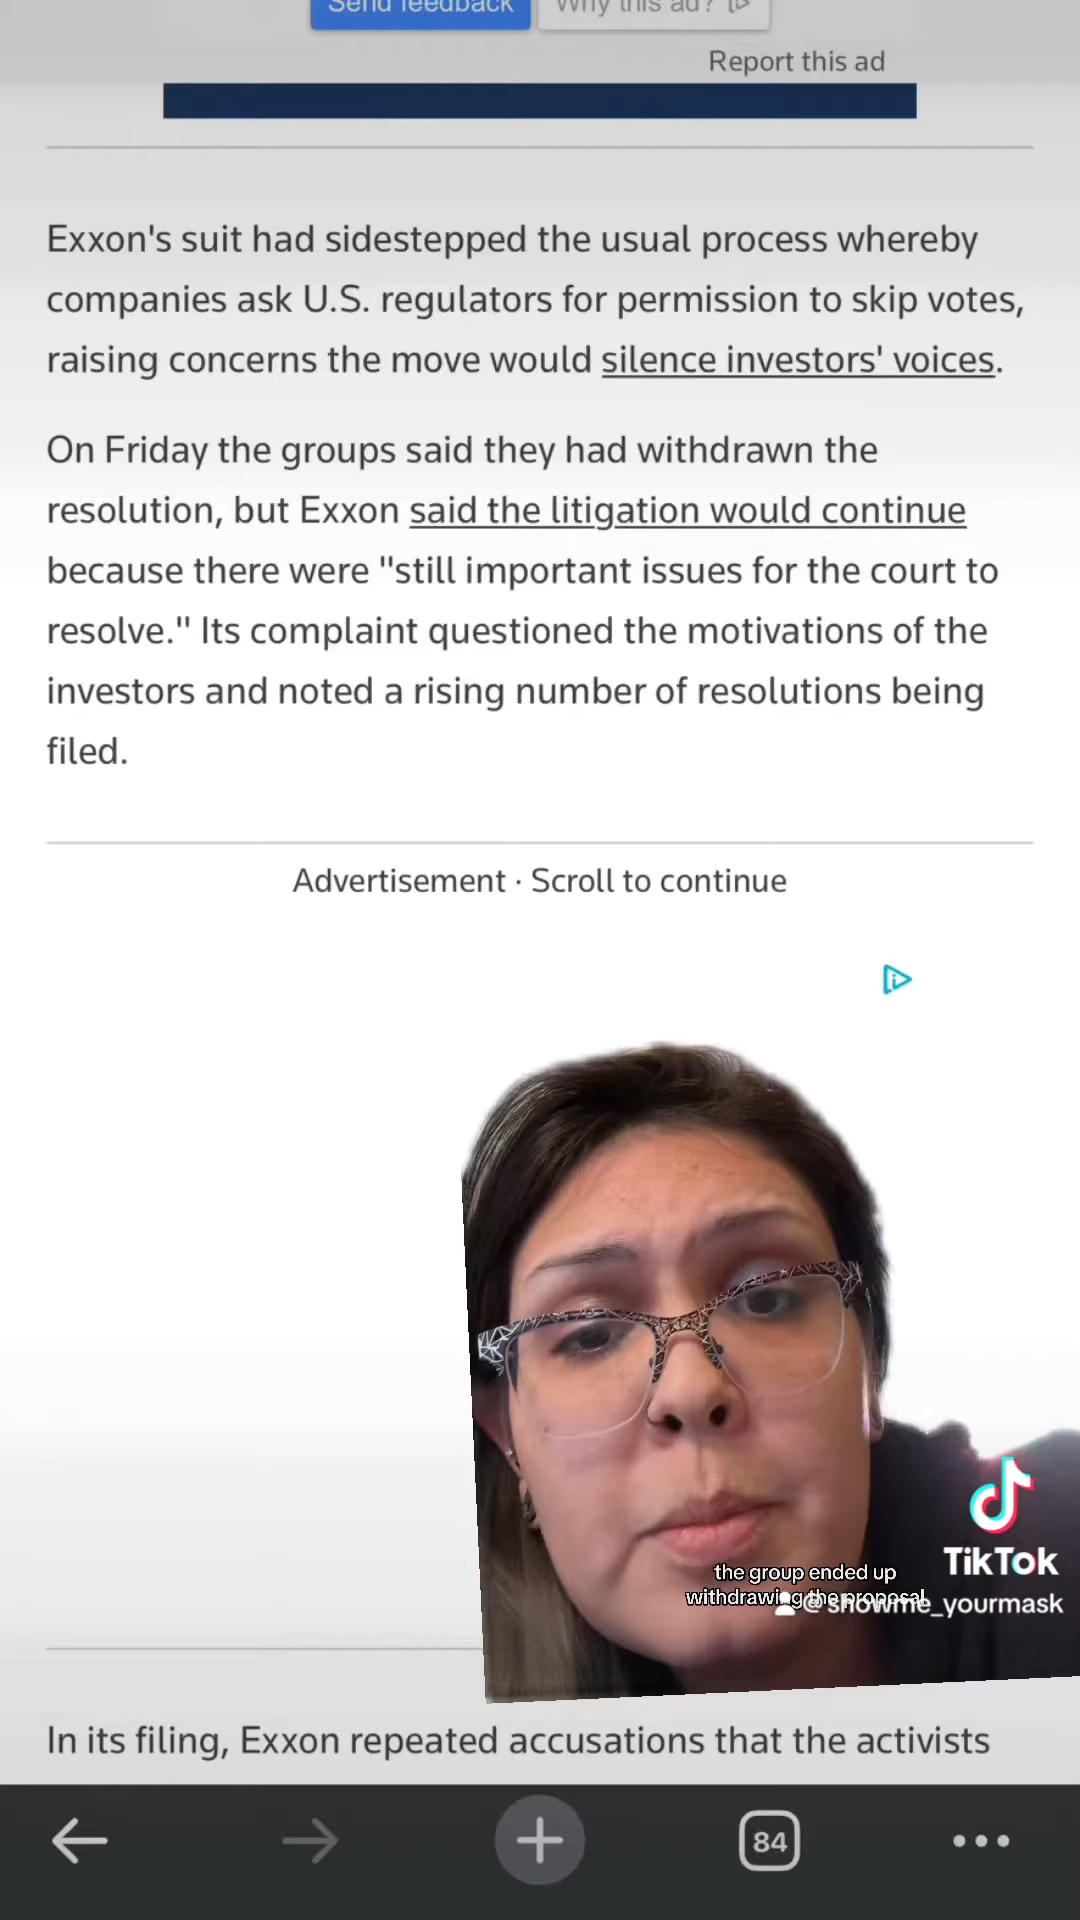 Send feedback
Why this ad?
Report this ad
Exxon's suit had sidestepped the usual process whereby
companies ask U.S. regulators for permission to skip votes,
raising concerns the move would silence investors' voices.
On Friday the groups said they had withdrawn the
resolution, but Exxon said the litigation would continue
because there were "still important issues for the court to
resolve." Its complaint questioned the motivations of the
investors and noted a rising number of resolutions being
filed.
Advertisement · Scroll to continue
TikTok
the group ended up
withdrawing the proposal
@showme_yourmask
In its filing, Exxon repeated accusations that the activists
84